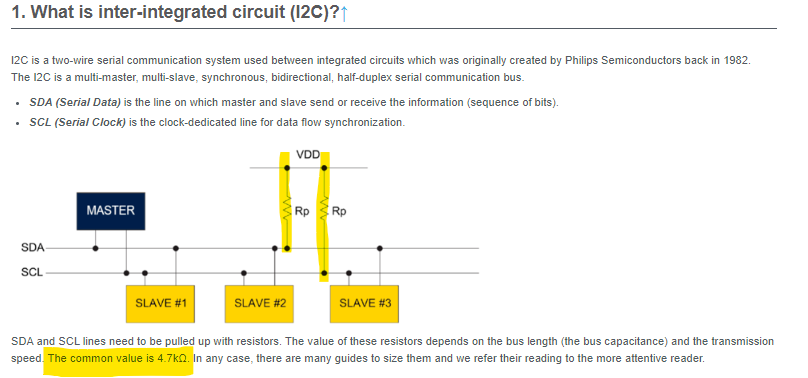 1. What is inter-integrated circuit (I2C)?↑
I2C is a two-wire serial communication system used between integrated circuits which was originally created by Philips Semiconductors back in 1982.
The I2C is a multi-master, multi-slave, synchronous, bidirectional, half-duplex serial communication bus.
• SDA (Serial Data) is the line on which master and slave send or receive the information (sequence of bits).
• SCL (Serial Clock) is the clock-dedicated line for data flow synchronization.
VDD
MASTER
Rp
Rp
SDA
SCL
SLAVE #1
SLAVE #2
SLAVE #3
SDA and SCL lines need to be pulled up with resistors. The value of these resistors depends on the bus length (the bus capacitance) and the transmission
speed. The common value is 4.7kΩ. In any case, there are many guides to size them and we refer their reading to the more attentive reader.